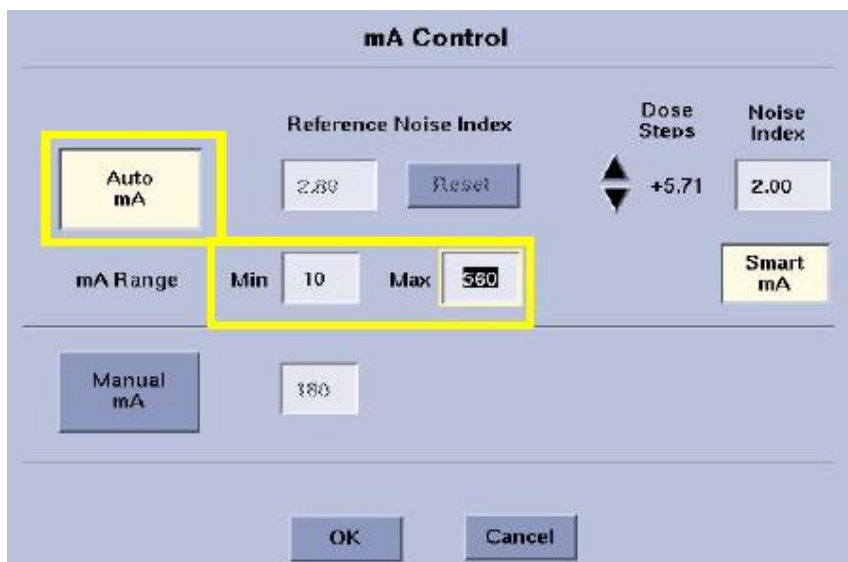 mA Control
Reference Noise Index
Dose Steps
Noise Index
Auto mA
2.80
Reset
+5.71
2.00
mA Range
Min
10
Max
560
Smart mA
Manual mA
380
OK
Cancel